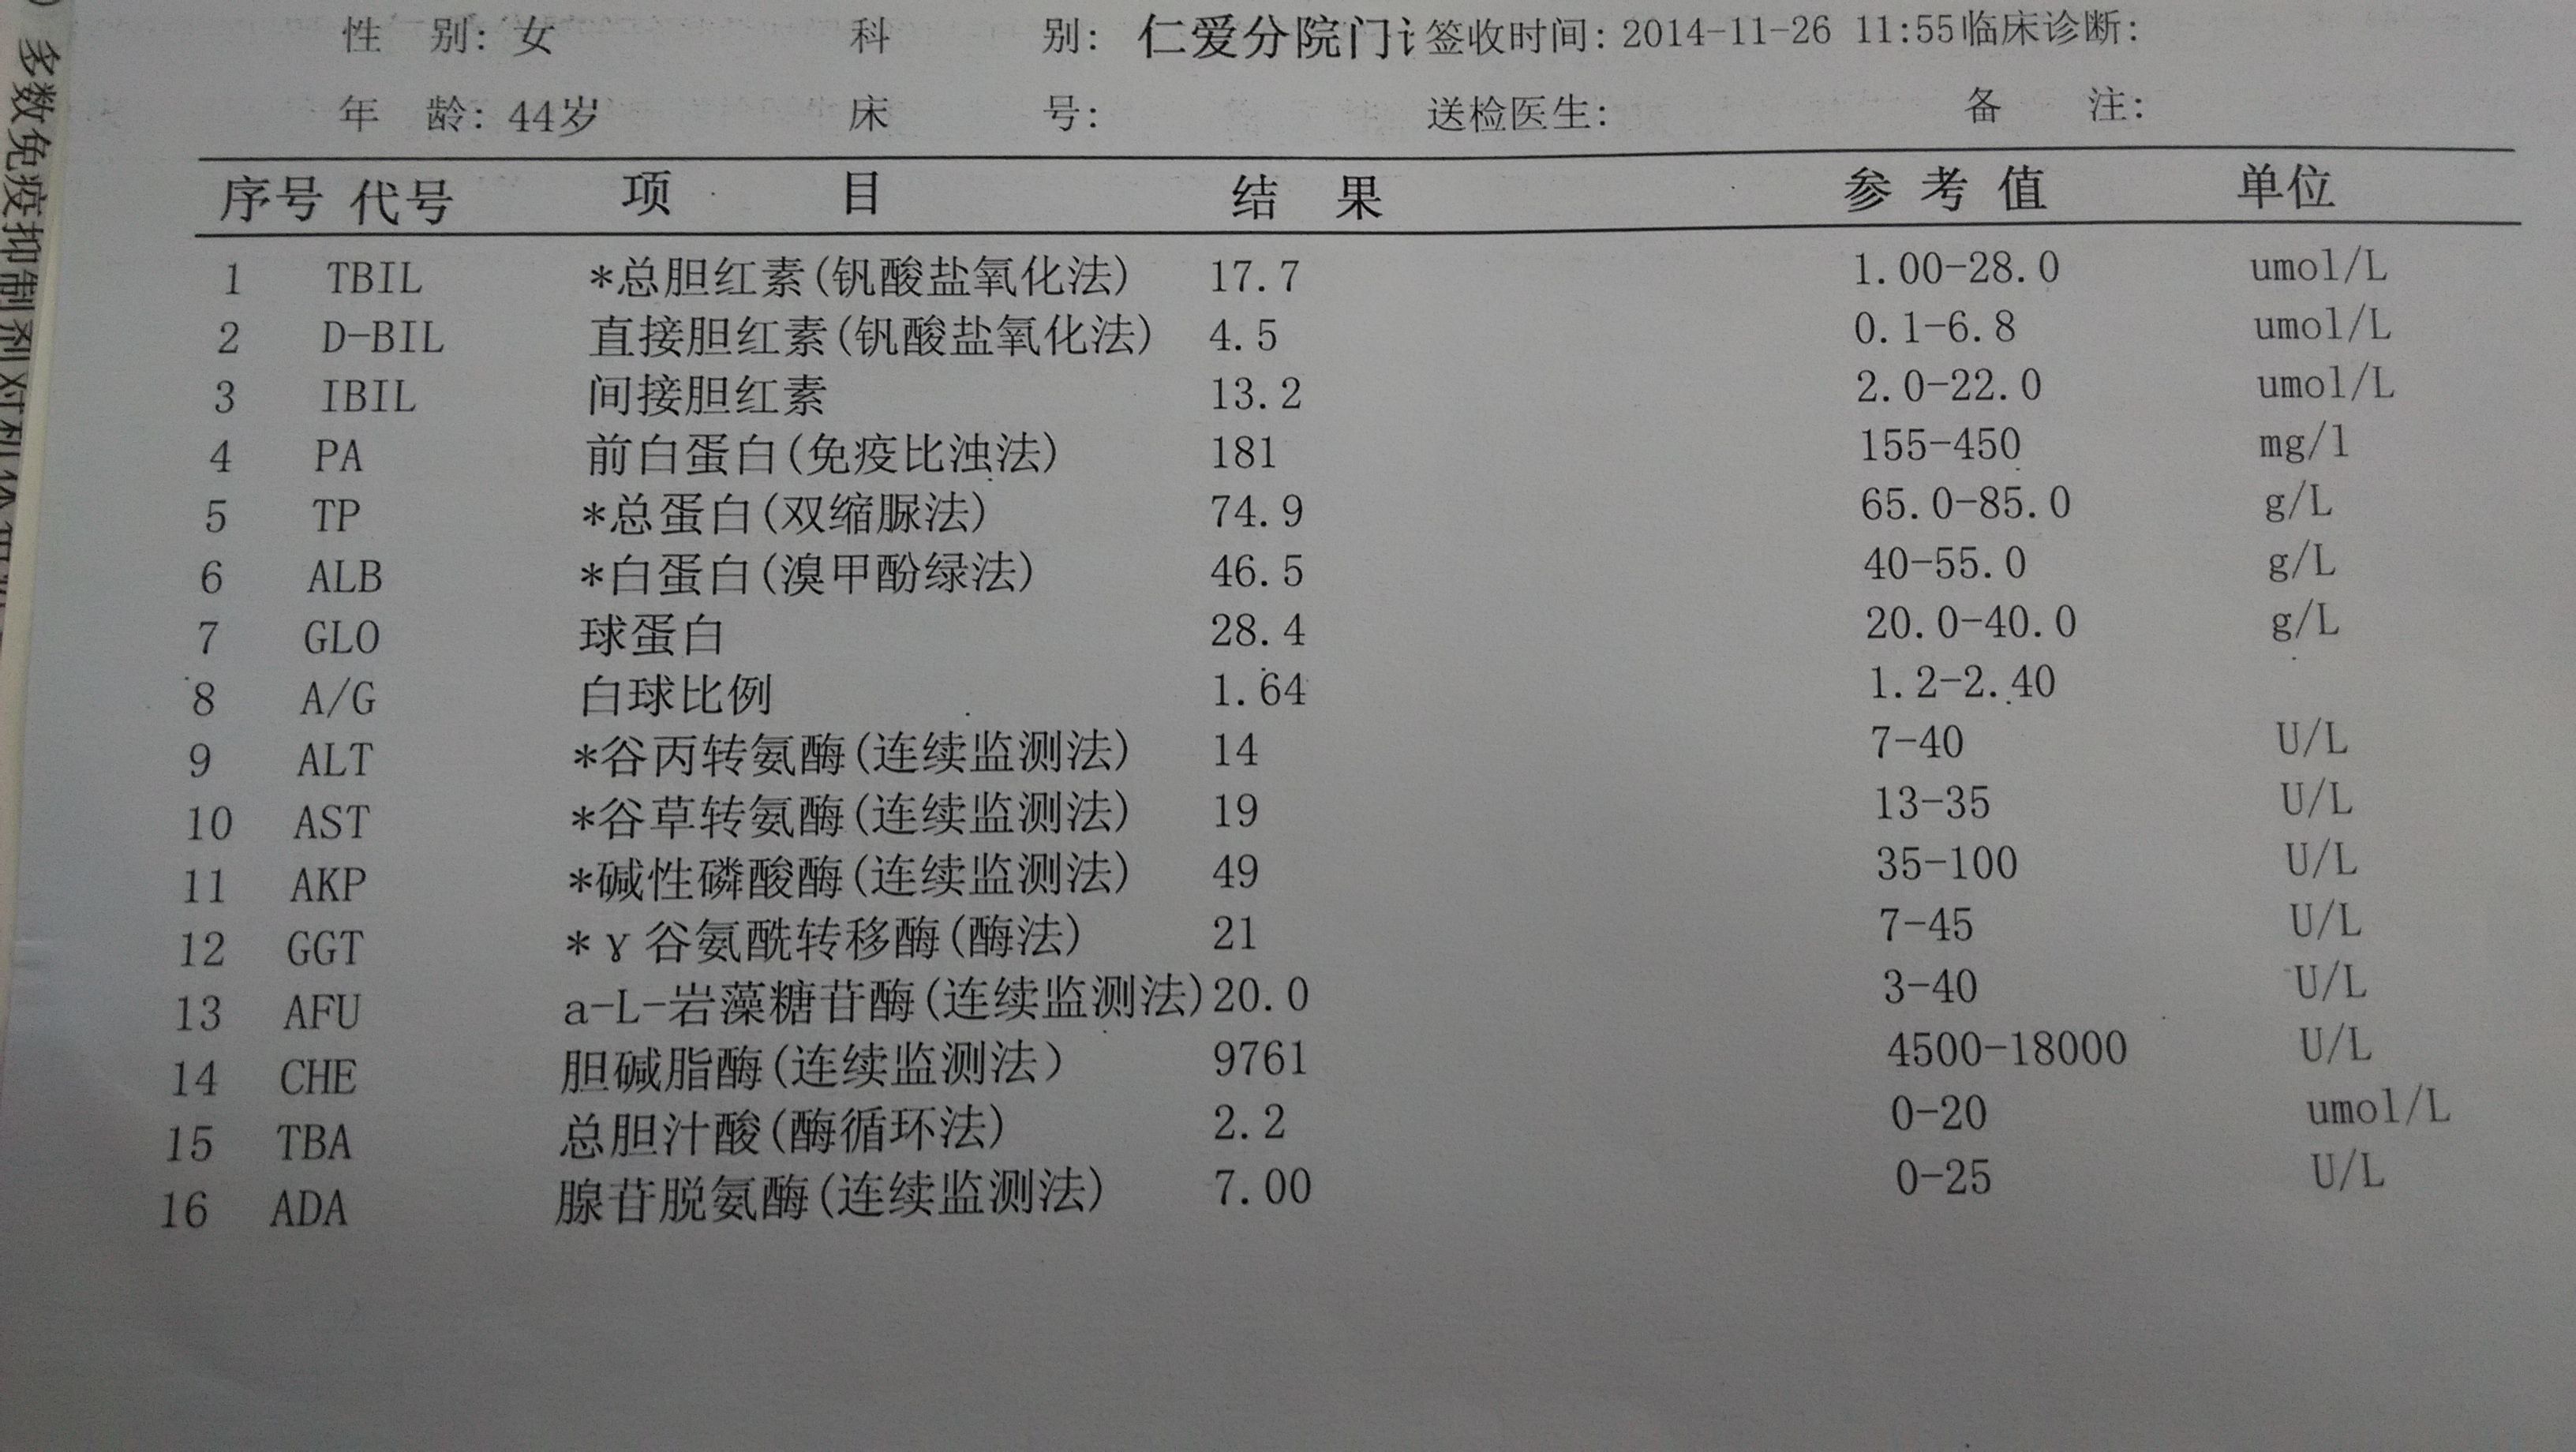 性 别: 女 科 别: 仁爱分院门 签收时间: 2014-11-26 11:55 临床诊断:
年 龄: 44岁 床 号: 送检医生: 备 注:
序号 代号 项 目 结 果 参 考 值 单位
1 TBIL *总胆红素(钒酸盐氧化法) 17.7 1.00-28.0 umol/L
2 D-BIL 直接胆红素(钒酸盐氧化法) 4.5 0.1-6.8 umol/L
3 IBIL 间接胆红素 13.2 2.0-22.0 umol/L
4 PA 前白蛋白(免疫比浊法) 181 155-450 mg/l
5 TP *总蛋白(双缩脲法) 74.9 65.0-85.0 g/L
6 ALB *白蛋白(溴甲酚绿法) 46.5 40-55.0 g/L
7 GLO 球蛋白 28.4 20.0-40.0 g/L
8 A/G 白球比例 1.64 1.2-2.40
9 ALT *谷丙转氨酶(连续监测法) 14 7-40 U/L
10 AST *谷草转氨酶(连续监测法) 19 13-35 U/L
11 AKP *碱性磷酸酶(连续监测法) 49 35-100 U/L
12 GGT *γ谷氨酰转移酶(酶法) 21 7-45 U/L
13 AFU a-L-岩藻糖苷酶(连续监测法) 20.0 3-40 U/L
14 CHE 胆碱脂酶(连续监测法) 9761 4500-18000 U/L
15 TBA 总胆汁酸(酶循环法) 2.2 0-20 umol/L
16 ADA 腺苷脱氨酶(连续监测法) 7.00 0-25 U/L
多数免疫抑制剂对机体